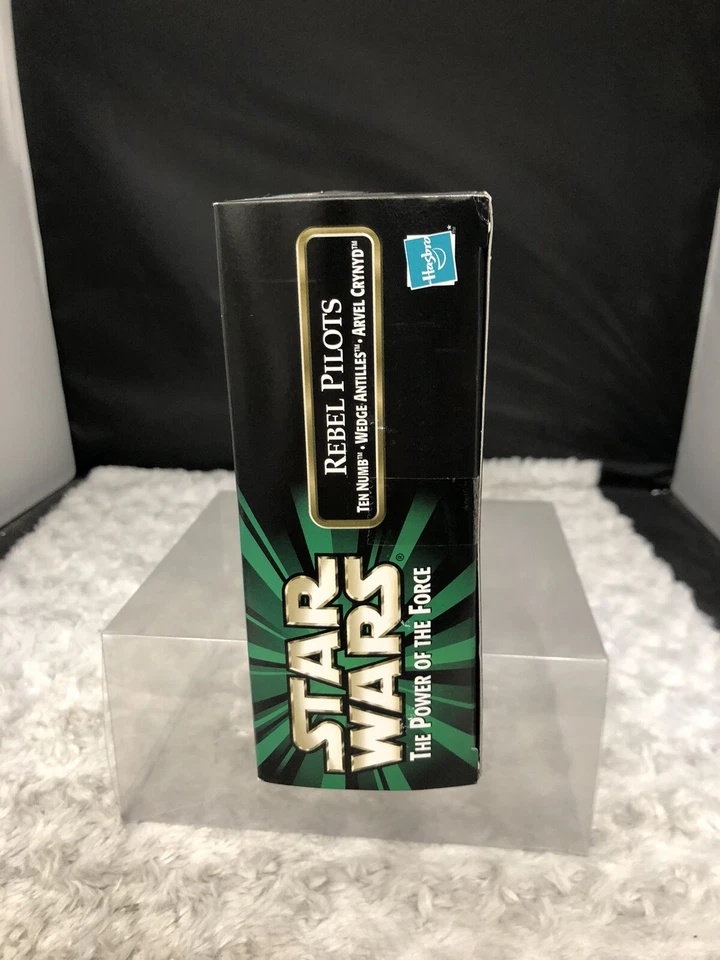 STAR
WARS®
THE POWER OF THE FORCE
REBEL PILOTS
TEN NUMB™ • WEDGE ANTILLES™ • ARVEL CRYNYD™
Hasbro